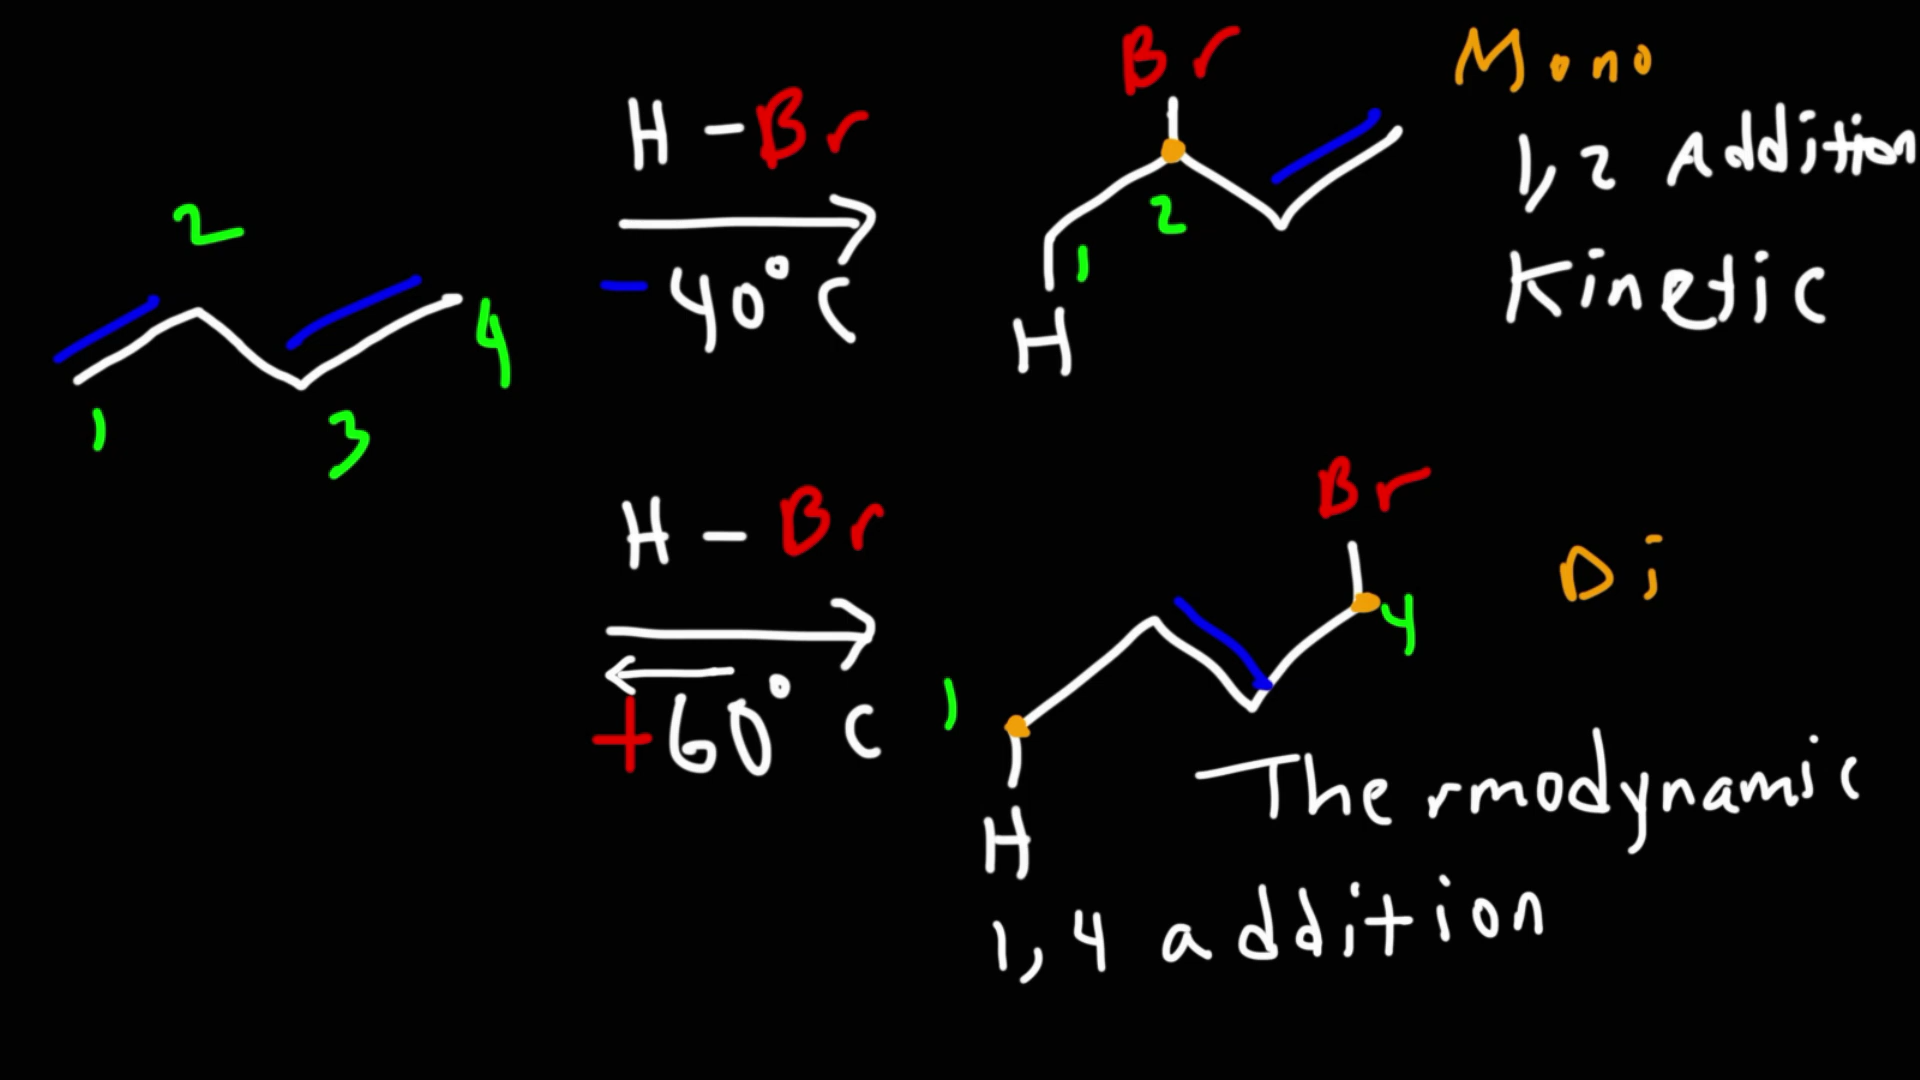 Br
Mono
H-Br
1,2 Addition
2
2
1
-40°C
Kinetic
4
H
1
3
Br
H-Br
Di
4
1
+60°C
Thermodynamic
H
1,4 addition